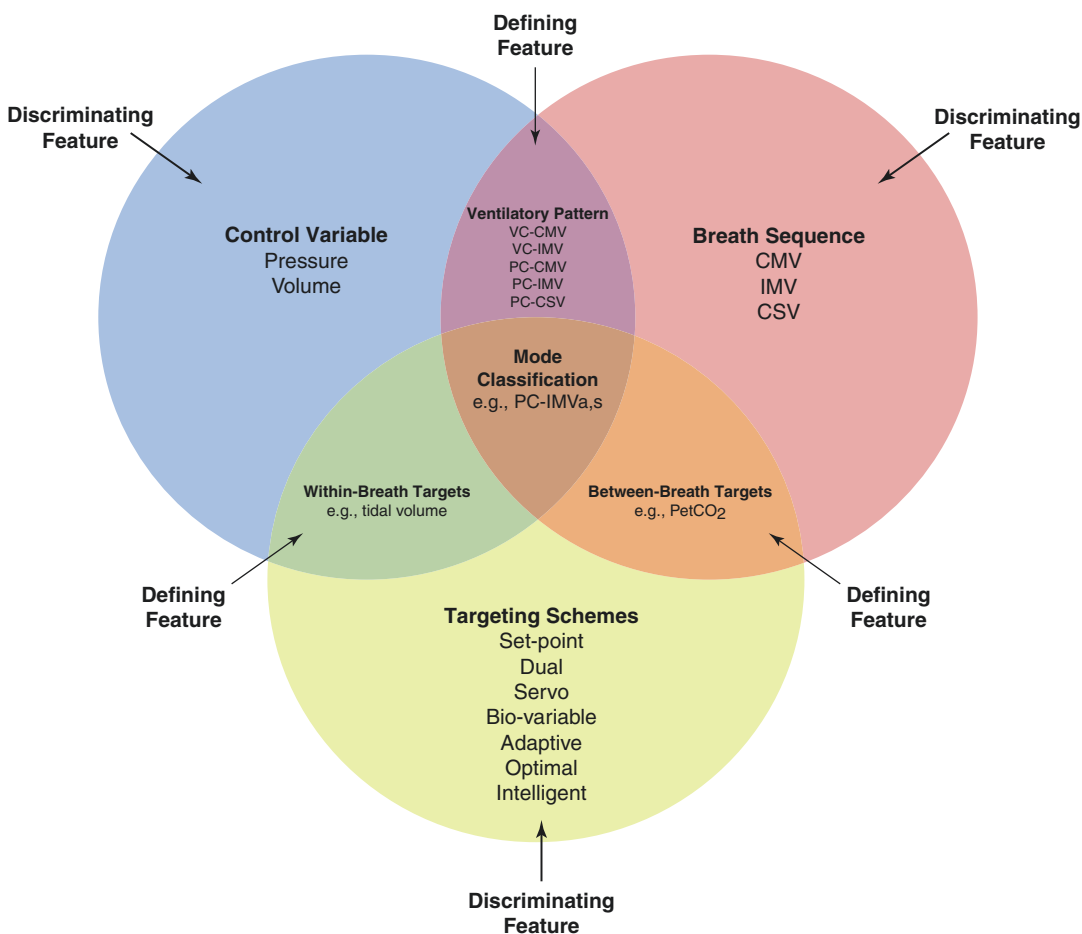 Defining
Feature
Discriminating
Feature
Discriminating
Feature
Control Variable
Pressure
Volume
Ventilatory Pattern
VC-CMV
VC-IMV
PC-CMV
PC-IMV
PC-CSV
Breath Sequence
CMV
IMV
CSV
Mode
Classification
e.g., PC-IMVa,s
Within-Breath Targets
e.g., tidal volume
Between-Breath Targets
e.g., PetCO2
Defining
Feature
Defining
Feature
Targeting Schemes
Set-point
Dual
Servo
Bio-variable
Adaptive
Optimal
Intelligent
Discriminating
Feature